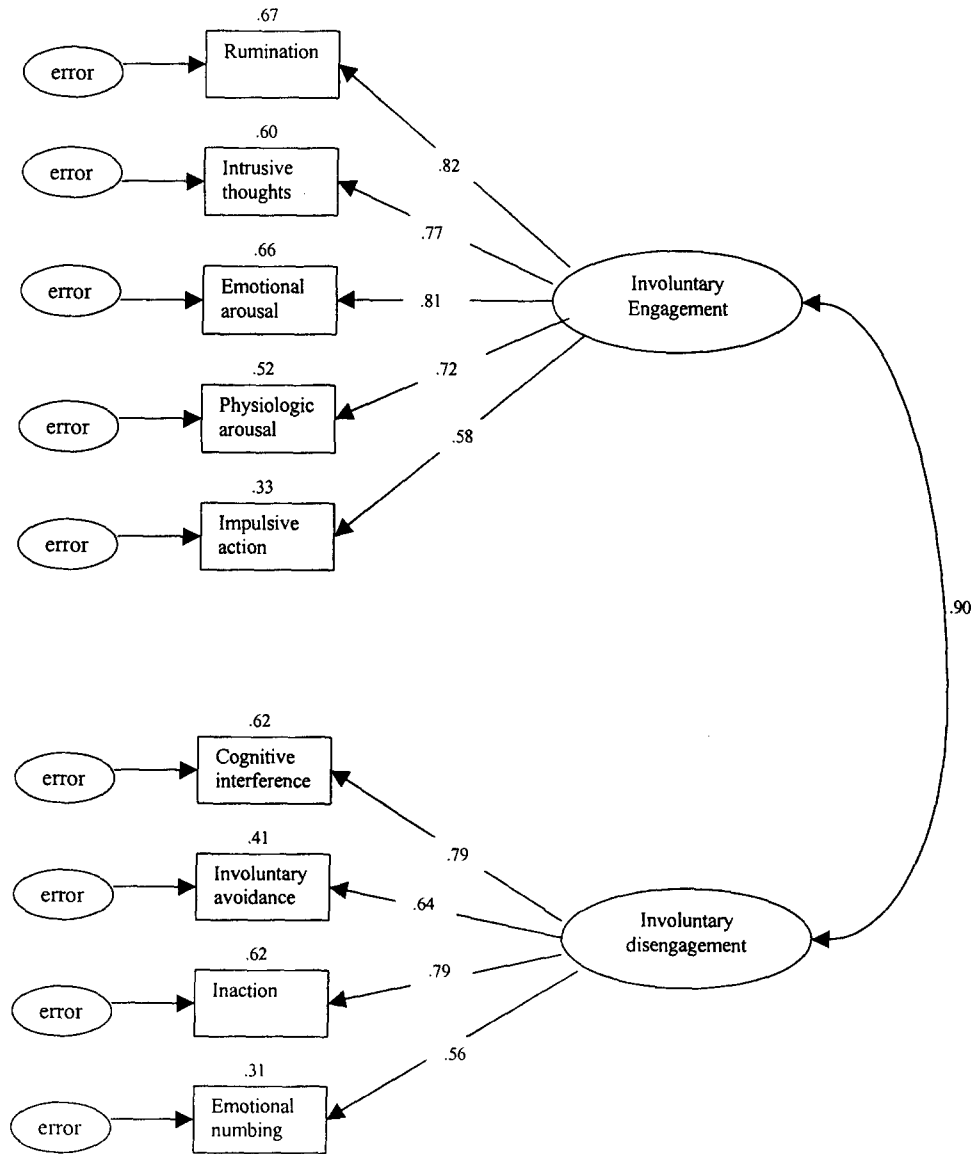 .67
error
Rumination
.82
.60
error
Intrusive
thoughts
.77
.66
error
Emotional
arousal
.81
Involuntary
Engagement
.52
error
Physiologic
arousal
.72
.33
error
Impulsive
action
.58
.90
.62
error
Cognitive
interference
.79
.41
error
Involuntary
avoidance
.64
Involuntary
disengagement
.62
error
Inaction
.79
.31
error
Emotional
numbing
.56